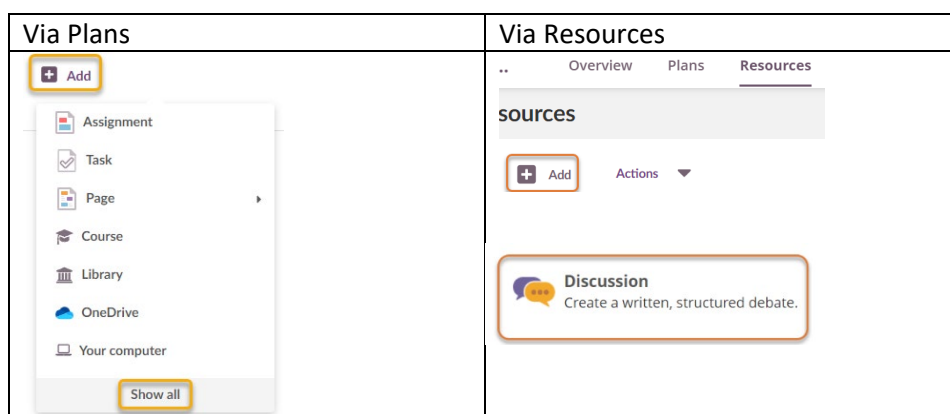 Via Plans
Add
Assignment
Task
Page
Course
Library
OneDrive
Your computer
Show all
Via Resources
.. Overview Plans Resources
sources
Add Actions
Discussion
Create a written, structured debate.